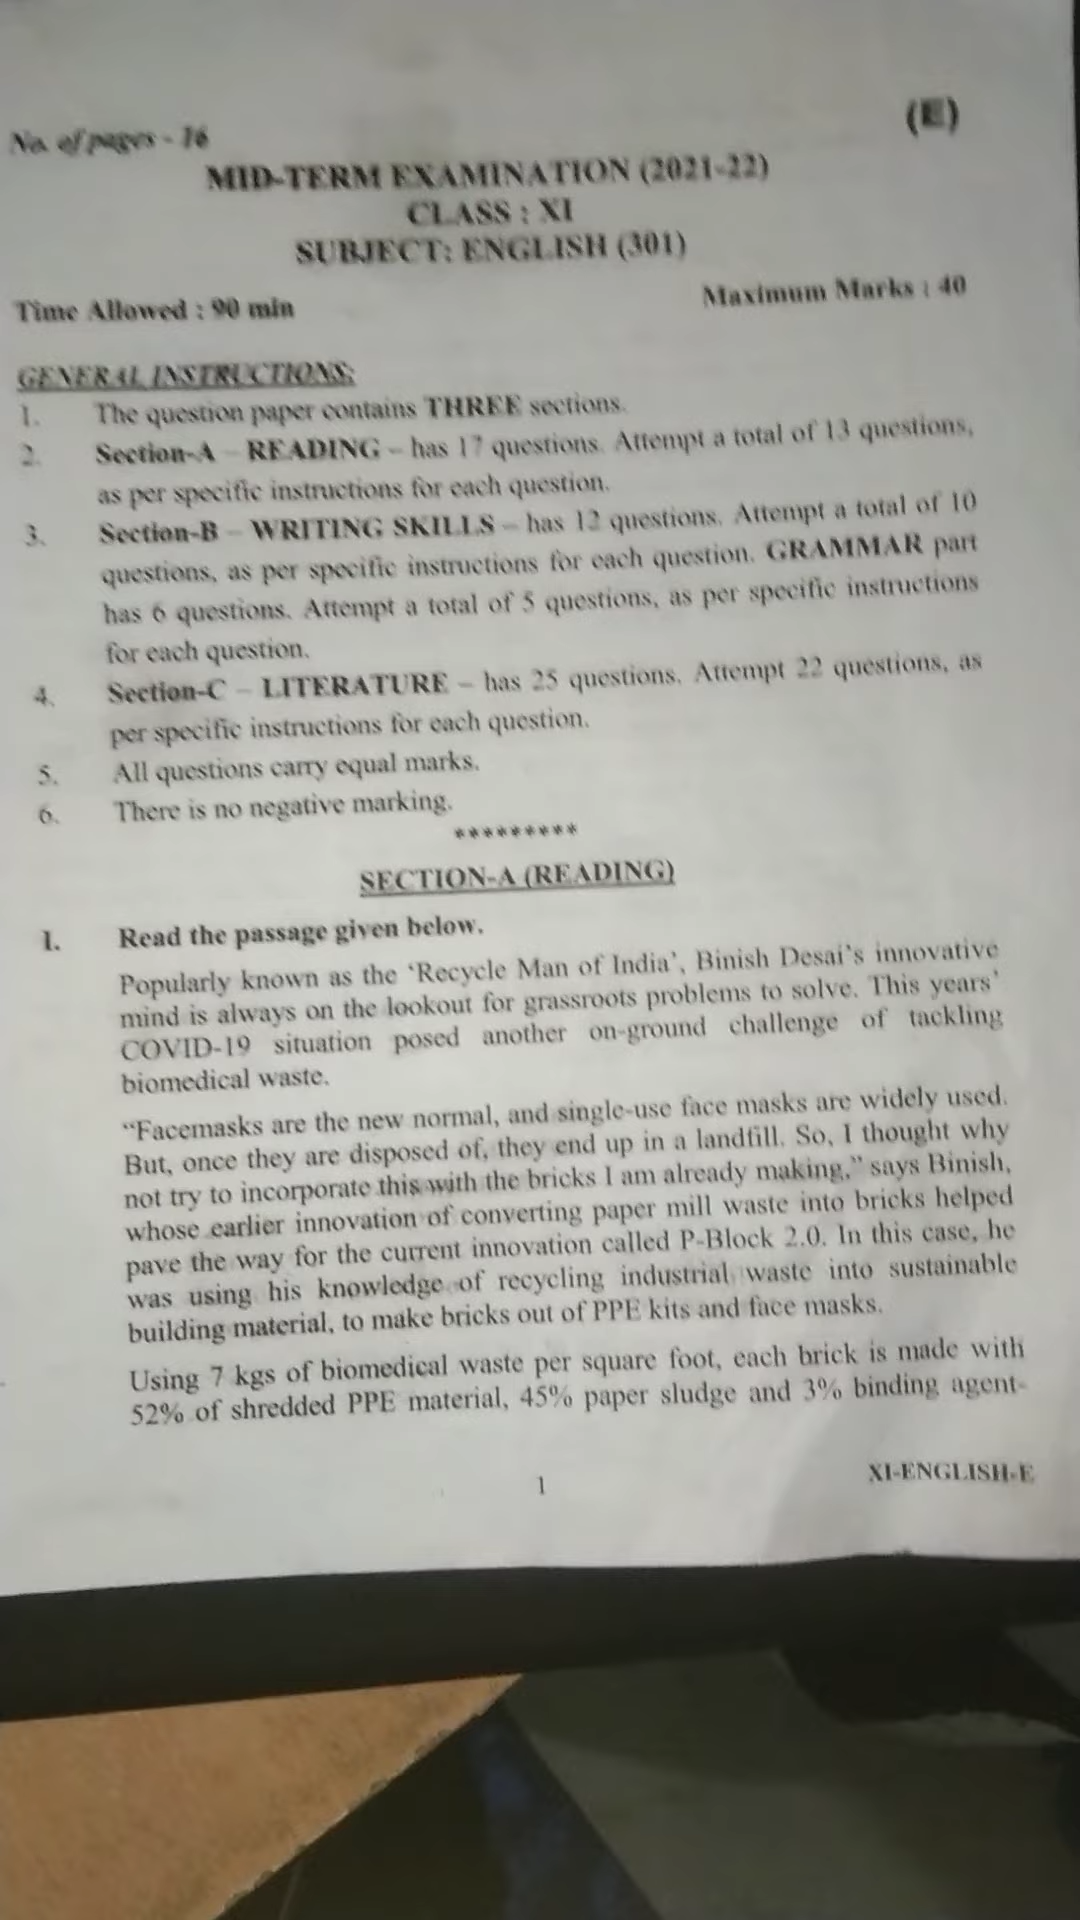 No. of pages - 16
(E)
MID-TERM EXAMINATION (2021-22)
CLASS : XI
SUBJECT: ENGLISH (301)
Time Allowed : 90 min
Maximum Marks : 40
GENERAL INSTRUCTIONS:
1. The question paper contains THREE sections.
2. Section-A – READING – has 17 questions. Attempt a total of 13 questions,
as per specific instructions for each question.
3. Section-B – WRITING SKILLS – has 12 questions. Attempt a total of 10
questions, as per specific instructions for each question. GRAMMAR part
has 6 questions. Attempt a total of 5 questions, as per specific instructions
for each question.
4. Section-C – LITERATURE – has 25 questions. Attempt 22 questions, as
per specific instructions for each question.
5. All questions carry equal marks.
6. There is no negative marking.
*********
SECTION-A (READING)
1. Read the passage given below.
Popularly known as the ‘Recycle Man of India’, Binish Desai’s innovative
mind is always on the lookout for grassroots problems to solve. This years’
COVID-19 situation posed another on-ground challenge of tackling
biomedical waste.
“Facemasks are the new normal, and single-use face masks are widely used.
But, once they are disposed of, they end up in a landfill. So, I thought why
not try to incorporate this with the bricks I am already making,” says Binish,
whose earlier innovation of converting paper mill waste into bricks helped
pave the way for the current innovation called P-Block 2.0. In this case, he
was using his knowledge of recycling industrial waste into sustainable
building material, to make bricks out of PPE kits and face masks.
Using 7 kgs of biomedical waste per square foot, each brick is made with
52% of shredded PPE material, 45% paper sludge and 3% binding agent-
1
XI-ENGLISH-E